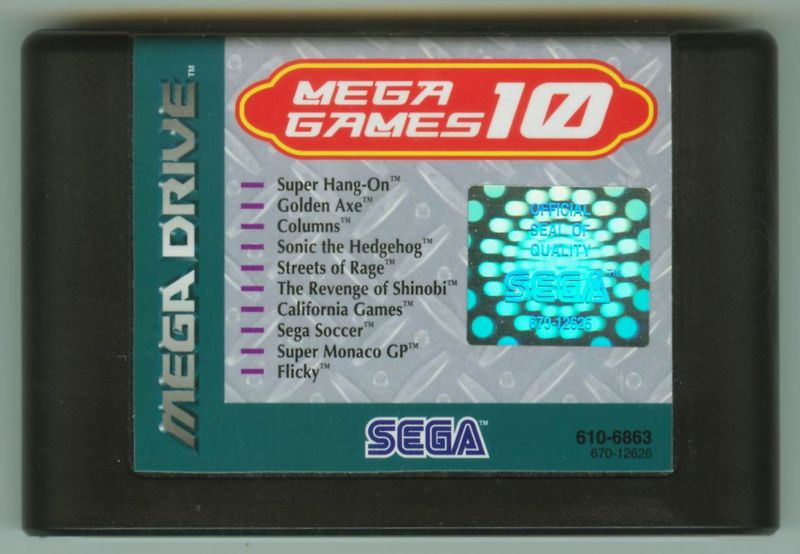 MEGA DRIVE™
MEGA
GAMES 10
Super Hang-On™
Golden Axe™
Columns™
Sonic the Hedgehog™
Streets of Rage™
The Revenge of Shinobi™
California Games™
Sega Soccer™
Super Monaco GP™
Flicky™
OFFICIAL
SEAL OF
QUALITY
SEGA™
670-12625
SEGA™
610-6863
670-12626